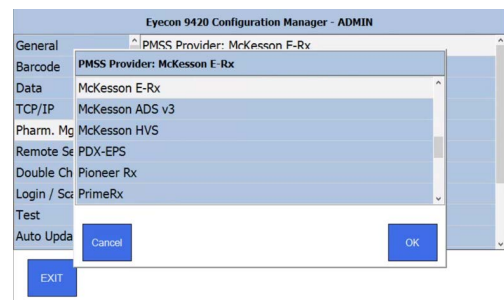 Eyecon 9420 Configuration Manager - ADMIN
General
PMSS Provider: McKesson E-Rx
Barcode
Data
TCP/IP
Pharm. Mg
Remote Se
Double Ch
Login / Sca
Test
Auto Upda
EXIT
PMSS Provider: McKesson E-Rx
McKesson E-Rx
McKesson ADS v3
McKesson HVS
PDX-EPS
Pioneer Rx
PrimeRx
Cancel
OK